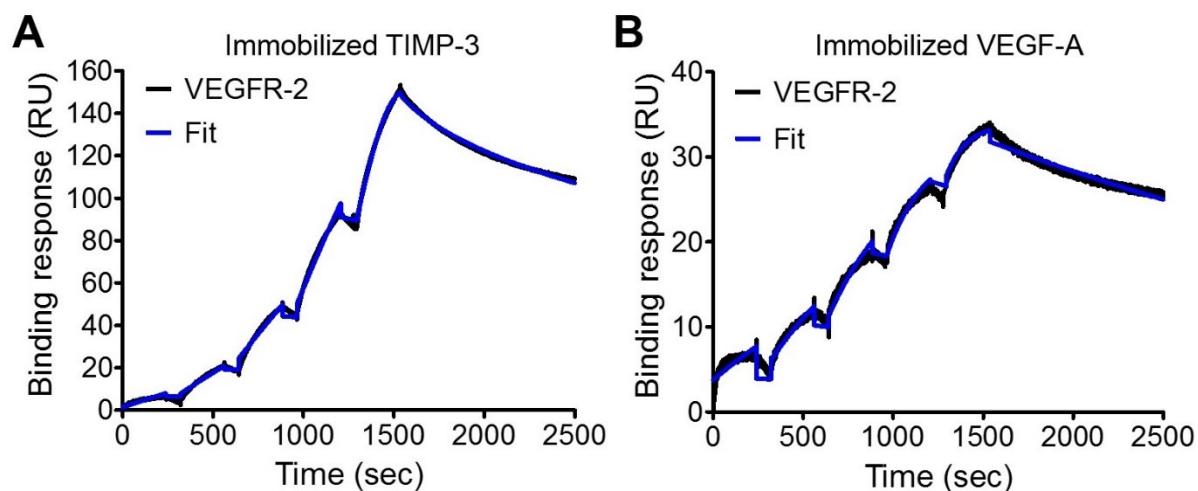 A
Immobilized TIMP-3
Binding response (RU)
160
140
120
100
80
60
40
20
0
VEGFR-2
Fit
0 500 1000 1500 2000 2500
Time (sec)
B
Immobilized VEGF-A
Binding response (RU)
40
30
20
10
0
VEGFR-2
Fit
0 500 1000 1500 2000 2500
Time (sec)